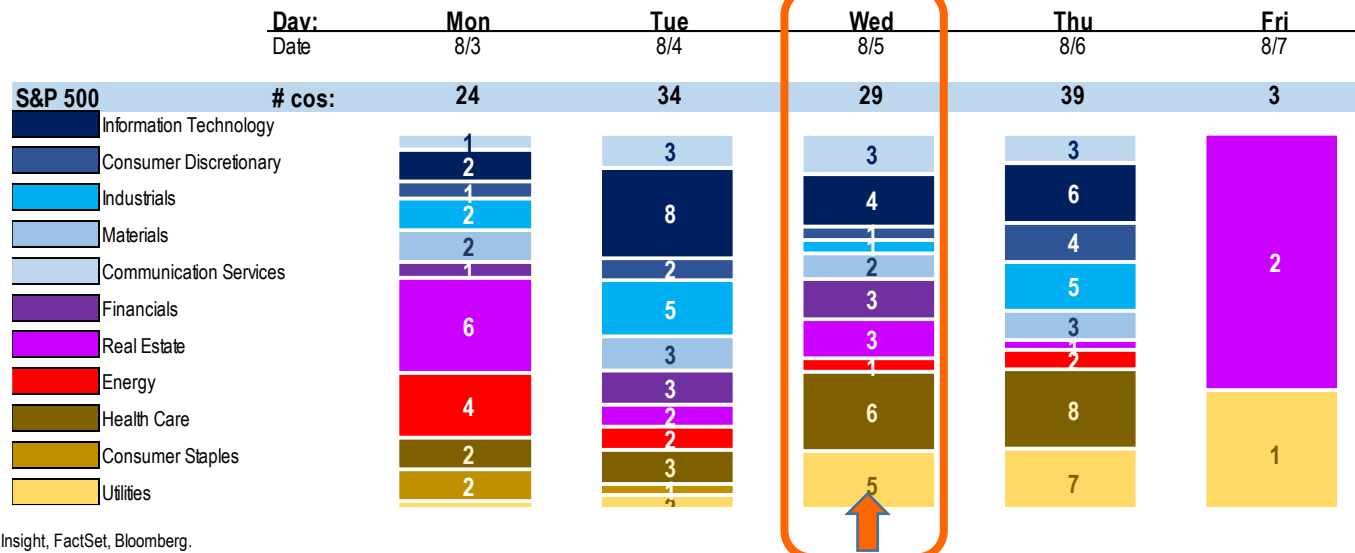 Day: Mon Tue Wed Thu Fri
Date 8/3 8/4 8/5 8/6 8/7
S&P 500 # cos: 24 34 29 39 3
Information Technology
Consumer Discretionary
Industrials
Materials
Communication Services
Financials
Real Estate
Energy
Health Care
Consumer Staples
Utilities
1
2
1
2
2
1
6
4
2
2
3
8
2
5
3
3
2
2
3
1
2
3
4
1
1
2
3
3
1
6
5
3
6
4
5
3
1
2
8
7
2
1
Insight, FactSet, Bloomberg.